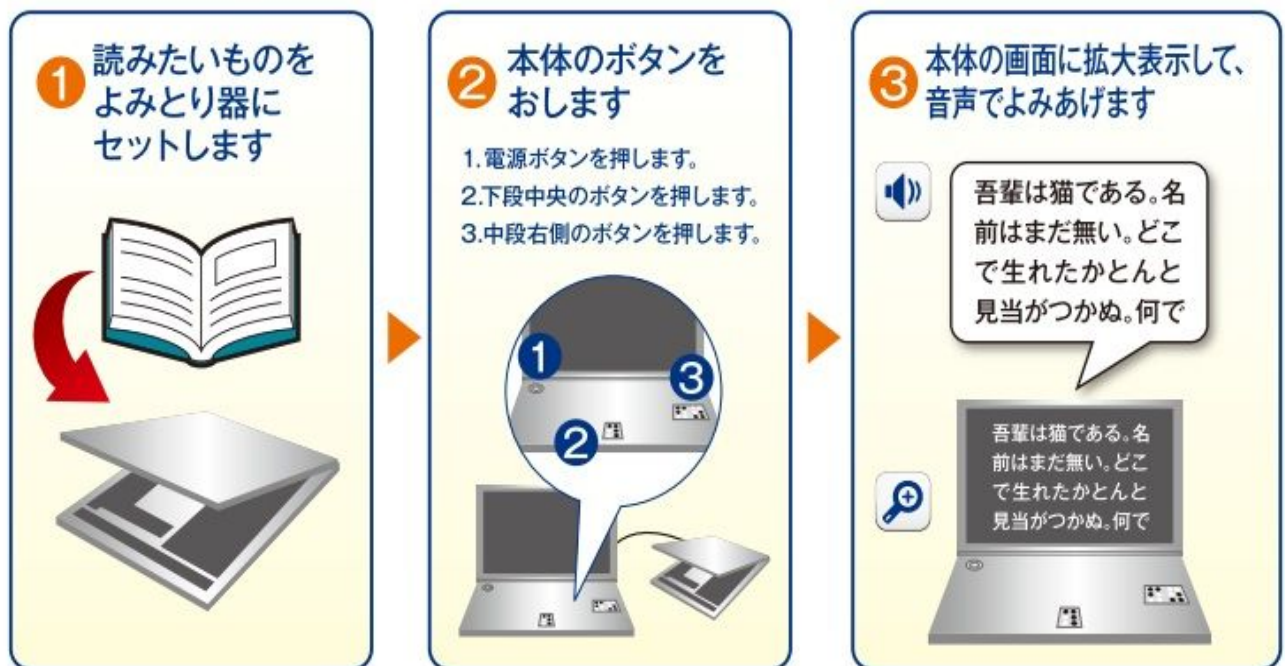 1 読みたいものを
よみとり器に
セットします
2 本体のボタンを
おします
1.電源ボタンを押します。
2.下段中央のボタンを押します。
3.中段右側のボタンを押します。
1
3
2
3 本体の画面に拡大表示して、
音声でよみあげます
吾輩は猫である。名
前はまだ無い。どこ
で生れたかとんと
見当がつかぬ。何で
吾輩は猫である。名
前はまだ無い。どこ
で生れたかとんと
見当がつかぬ。何で